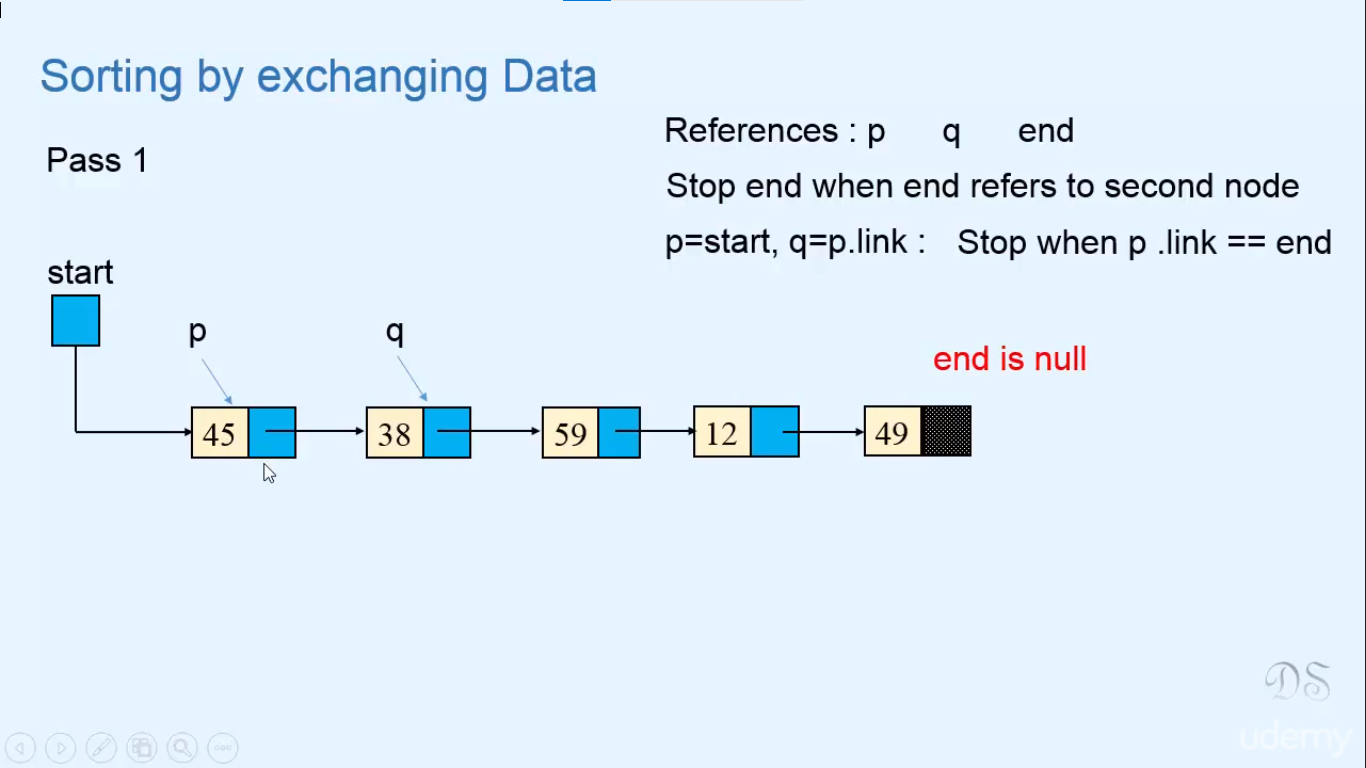 Sorting by exchanging Data
References : p q end
Pass 1
Stop end when end refers to second node
p=start, q=p.link : Stop when p .link == end
start
p q
end is null
45 38 59 12 49
DS
udemy